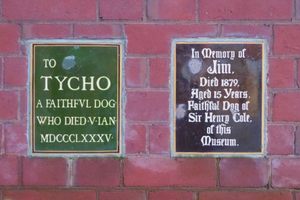 TO
TYCHO
A FAITHFVL DOG
WHO DIED·V·IAN
MDCCCLXXXV·
In Memory of
Jim,
Died 1879,
Aged 15 Years,
Faithful Dog of
Sir Henry Cole,
of this
Museum.